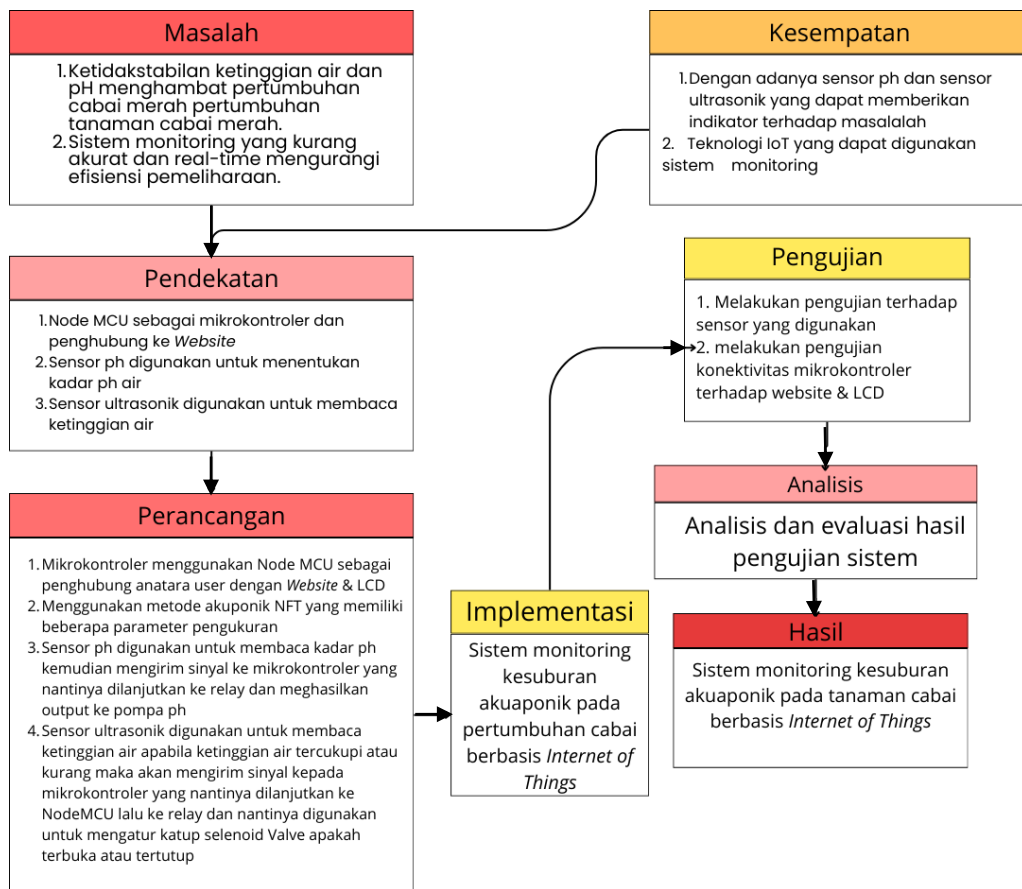 Masalah
1. Ketidakstabilan ketinggian air dan
pH menghambat pertumbuhan
cabai merah pertumbuhan
tanaman cabai merah.
2. Sistem monitoring yang kurang
akurat dan real-time mengurangi
efisiensi pemeliharaan.
Kesempatan
1. Dengan adanya sensor ph dan sensor
ultrasonik yang dapat memberikan
indikator terhadap masalalah
2. Teknologi IoT yang dapat digunakan
sistem monitoring
Pendekatan
1. Node MCU sebagai mikrokontroler dan
penghubung ke Website
2. Sensor ph digunakan untuk menentukan
kadar ph air
3. Sensor ultrasonik digunakan untuk membaca
ketinggian air
Perancangan
1. Mikrokontroler menggunakan Node MCU sebagai
penghubung anatara user dengan Website & LCD
2. Menggunakan metode akuponik NFT yang memiliki
beberapa parameter pengukuran
3. Sensor ph digunakan untuk membaca kadar ph
kemudian mengirim sinyal ke mikrokontroler yang
nantinya dilanjutkan ke relay dan meghasilkan
output ke pompa ph
4. Sensor ultrasonik digunakan untuk membaca
ketinggian air apabila ketinggian air tercukupi atau
kurang maka akan mengirim sinyal kepada
mikrokontroler yang nantinya dilanjutkan ke
NodeMCU lalu ke relay dan nantinya digunakan
untuk mengatur katup selenoid Valve apakah
terbuka atau tertutup
Implementasi
Sistem monitoring
kesuburan
akuaponik pada
pertumbuhan cabai
berbasis Internet of
Things
Pengujian
1. Melakukan pengujian terhadap
sensor yang digunakan
2. melakukan pengujian
konektivitas mikrokontroler
terhadap website & LCD
Analisis
Analisis dan evaluasi hasil
pengujian sistem
Hasil
Sistem monitoring kesuburan
akuaponik pada tanaman cabai
berbasis Internet of Things